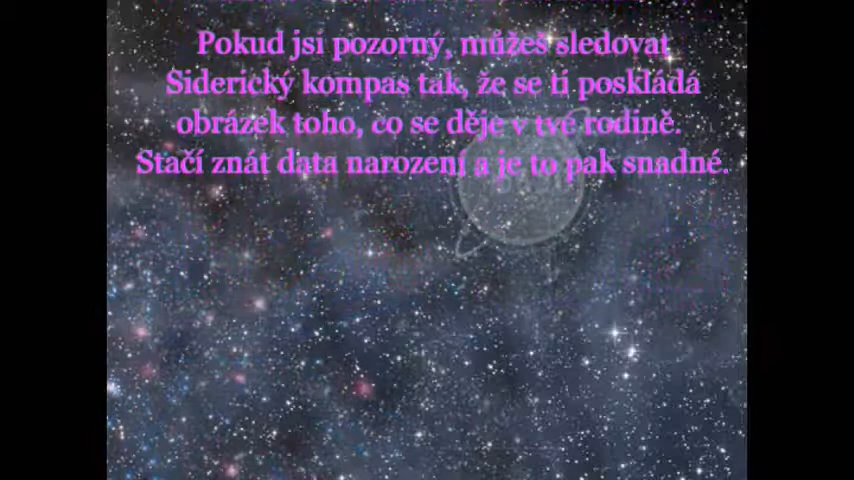 Pokud jsi pozorný, můžeš sledovat
Siderický kompas tak, že se ti poskládá
obrázek toho, co se děje v tvé rodině.
Stačí znát data narození a je to pak snadné.